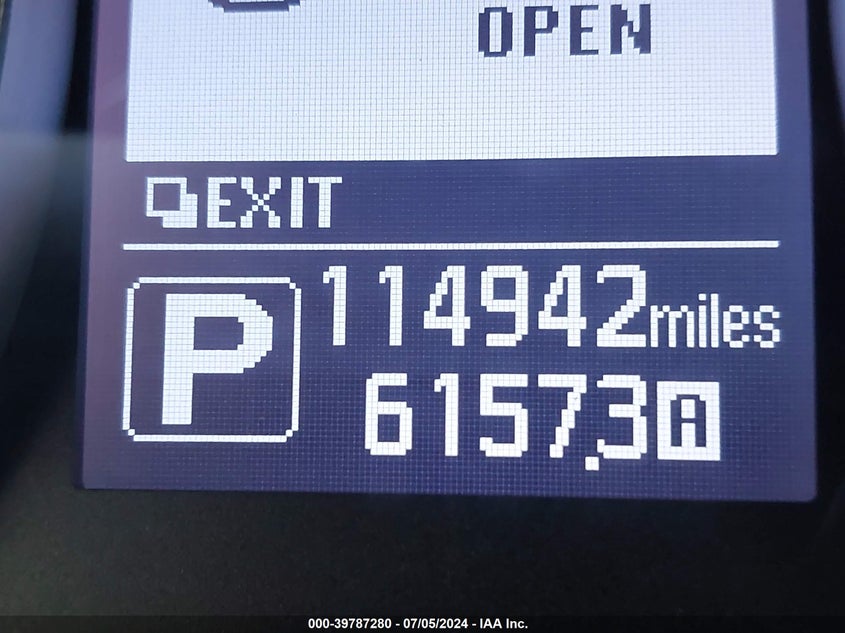 OPEN
EXIT
P
114942miles
6157.3A
000-39787280 - 07/05/2024 - IAA Inc.